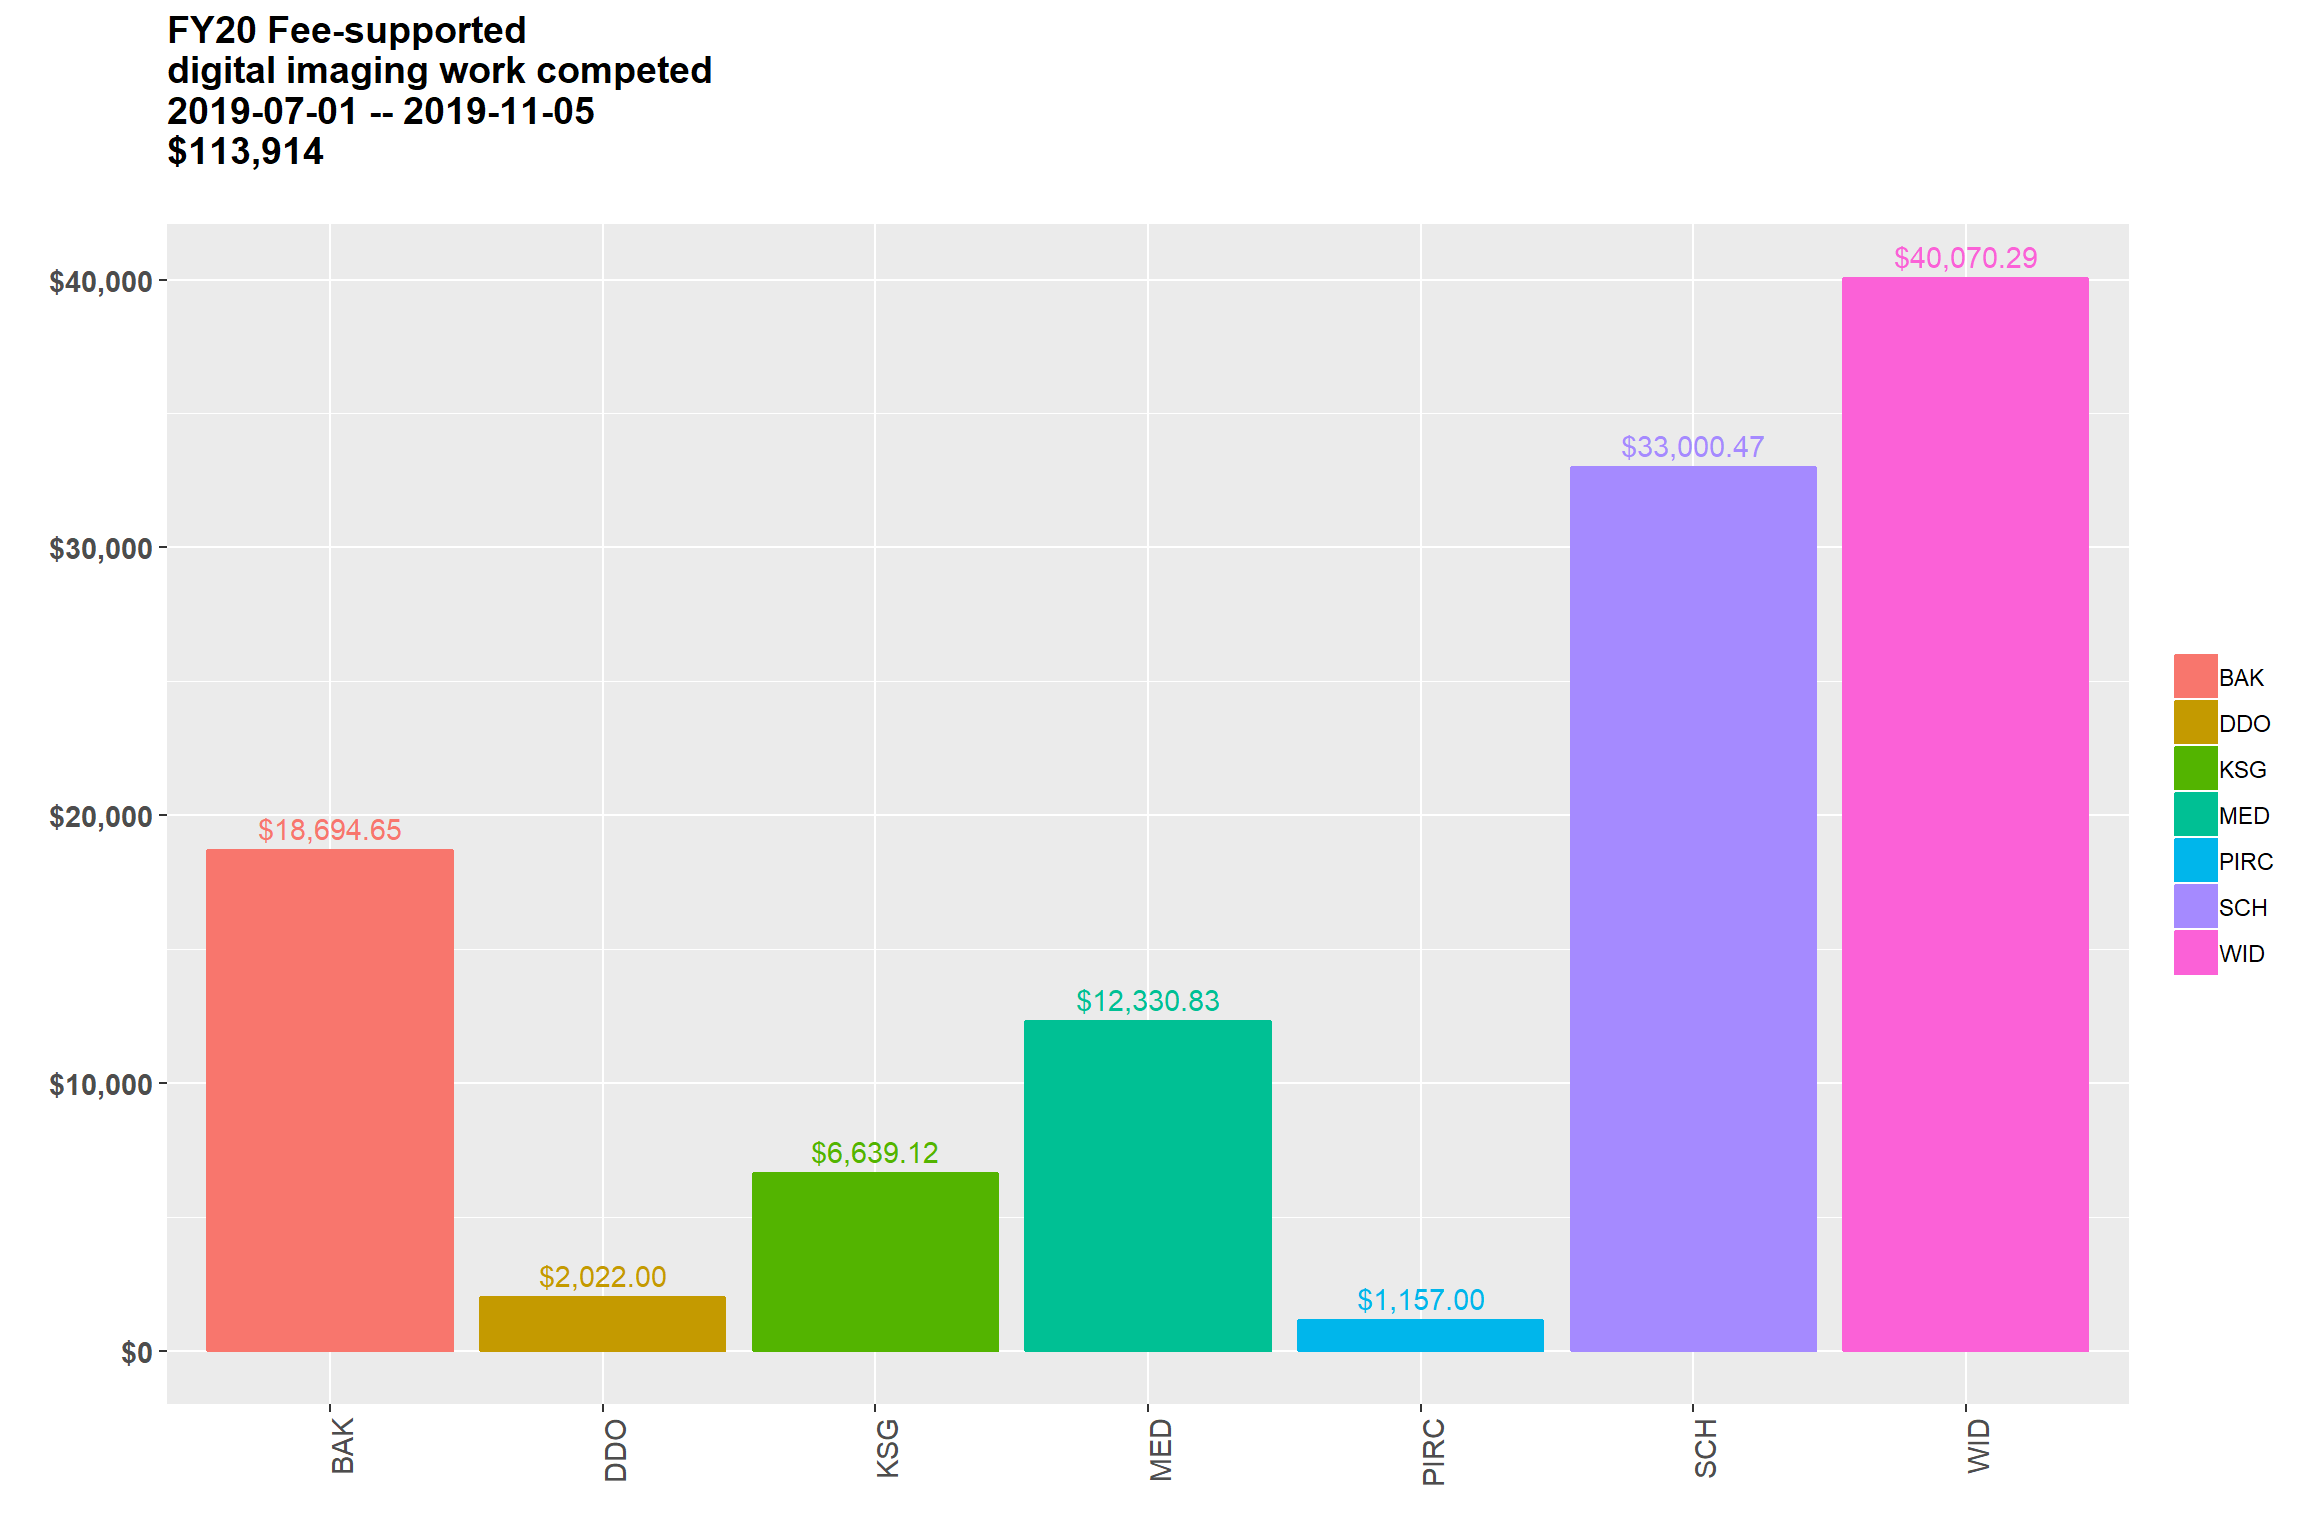 FY20 Fee-supported
digital imaging work competed
2019-07-01 -- 2019-11-05
$113,914
$40,000
$30,000
$20,000
$10,000
$0
$18,694.65
$2,022.00
$6,639.12
$12,330.83
$1,157.00
$33,000.47
$40,070.29
BAK
DDO
KSG
MED
PIRC
SCH
WID
BAK
DDO
KSG
MED
PIRC
SCH
WID